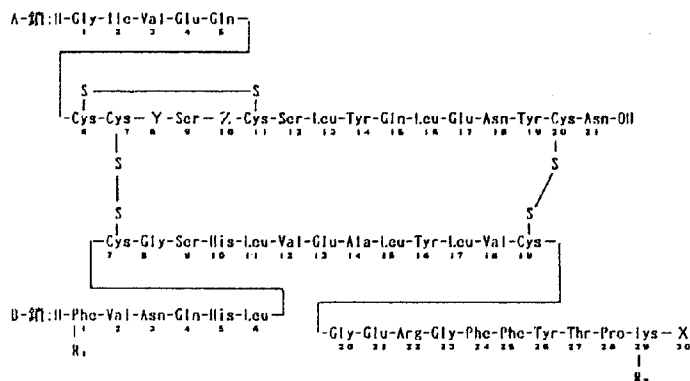 A-鎖:H-Gly-Ile-Val-Glu-Gln
1 2 3 4 5
S S
Cys-Cys-Y-Ser-Z-Cys-Ser-Leu-Tyr-Gln-Leu-Glu-Asn-Tyr-Cys-Asn-OH
6 7 8 9 10 11 12 13 14 15 16 17 18 19 20 21
S S
S S
Cys-Gly-Ser-His-Leu-Val-Glu-Ala-Leu-Tyr-Leu-Val-Cys
7 8 9 10 11 12 13 14 15 16 17 18 19
B-鎖:H-Phe-Val-Asn-Gln-His-Leu
1 2 3 4 5 6
Gly-Glu-Arg-Gly-Phe-Phe-Tyr-Thr-Pro-Lys-X
20 21 22 23 24 25 26 27 28 29 30
R₁